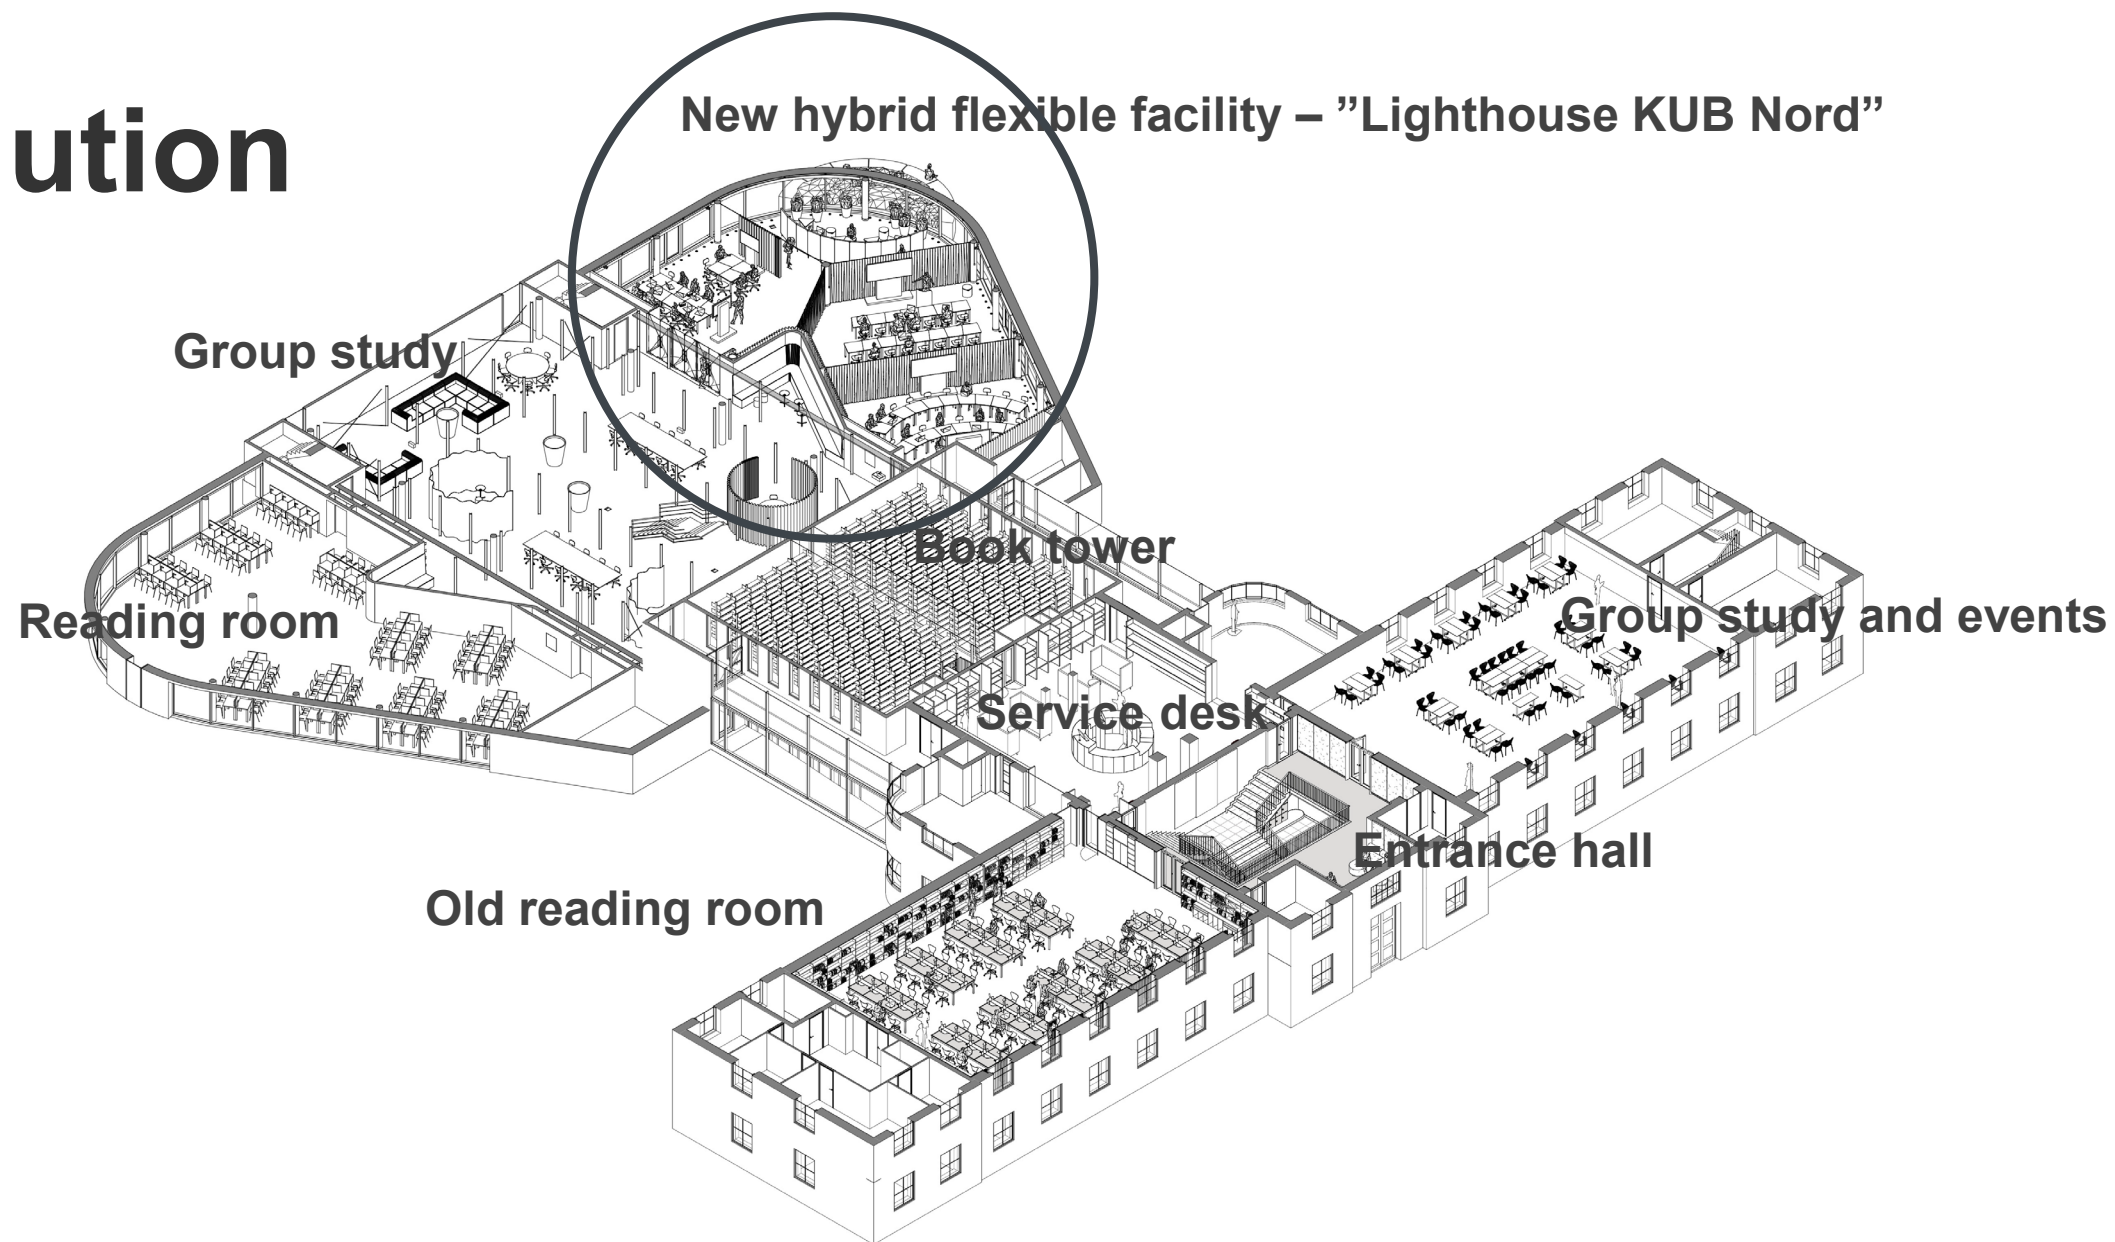 New hybrid flexible facility – ”Lighthouse KUB Nord”
ution
Group study
Book tower
Reading room
Group study and events
Service desk
Entrance hall
Old reading room